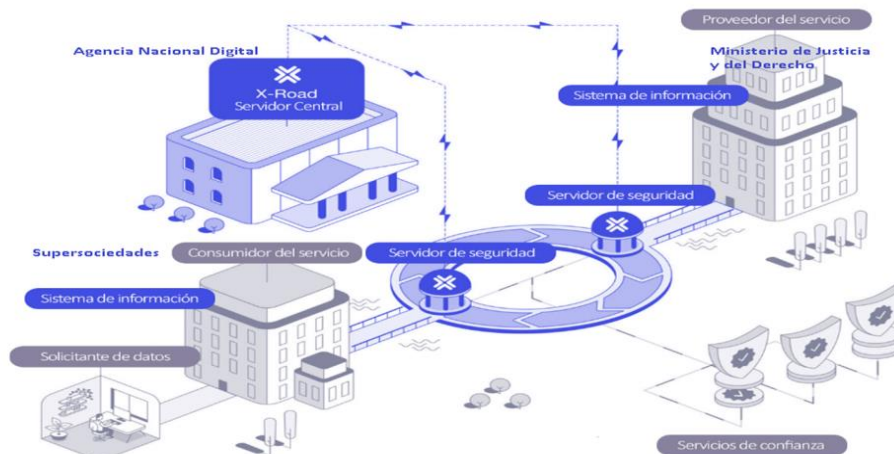 Proveedor del servicio
Agencia Nacional Digital
Ministerio de Justicia
y del Derecho
X-Road
Servidor Central
Sistema de información
Servidor de seguridad
Supersociedades
Consumidor del servicio
Servidor de seguridad
Sistema de información
Solicitante de datos
Servicios de confianza